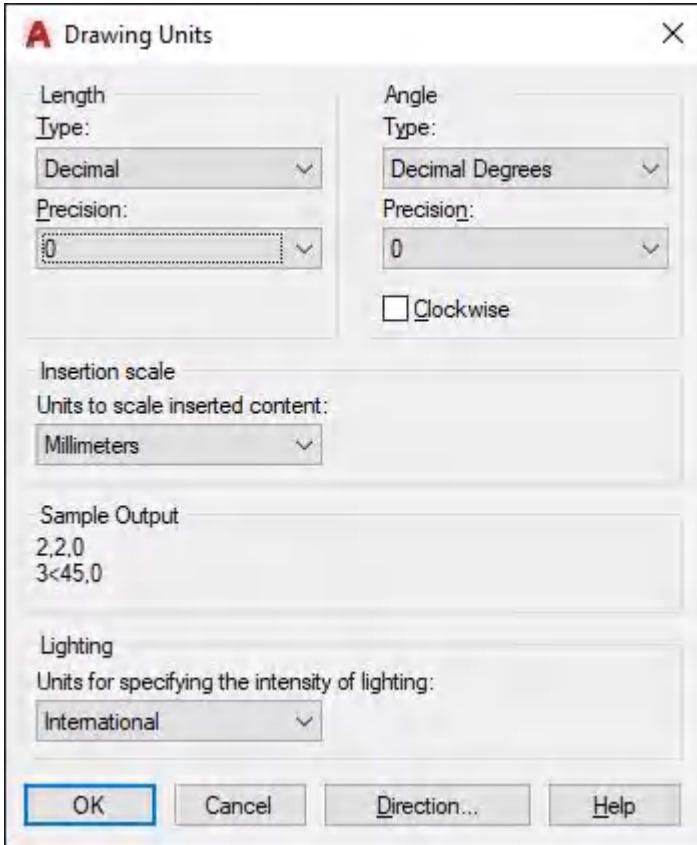 Drawing Units
Length
Type:
Decimal
Precision:
0
Angle
Type:
Decimal Degrees
Precision:
0
Clockwise
Insertion scale
Units to scale inserted content:
Millimeters
Sample Output
2,2,0
3<45,0
Lighting
Units for specifying the intensity of lighting:
International
OK Cancel Direction... Help